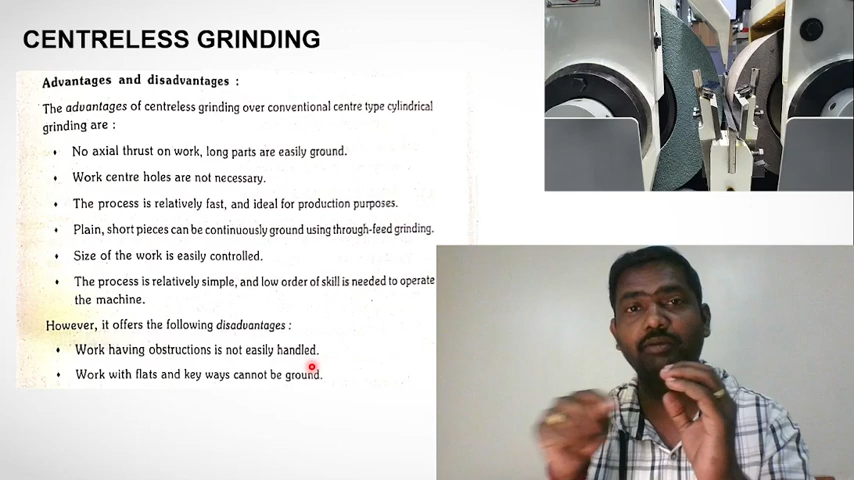 CENTRELESS GRINDING
Advantages and disadvantages :
The advantages of centreless grinding over conventional centre type cylindrical
grinding are :
• No axial thrust on work, long parts are easily ground.
• Work centre holes are not necessary.
• The process is relatively fast, and ideal for production purposes.
• Plain, short pieces can be continuously ground using through-feed grinding.
• Size of the work is easily controlled.
• The process is relatively simple, and low order of skill is needed to operate
the machine.
However, it offers the following disadvantages :
• Work having obstructions is not easily handled.
• Work with flats and key ways cannot be ground.